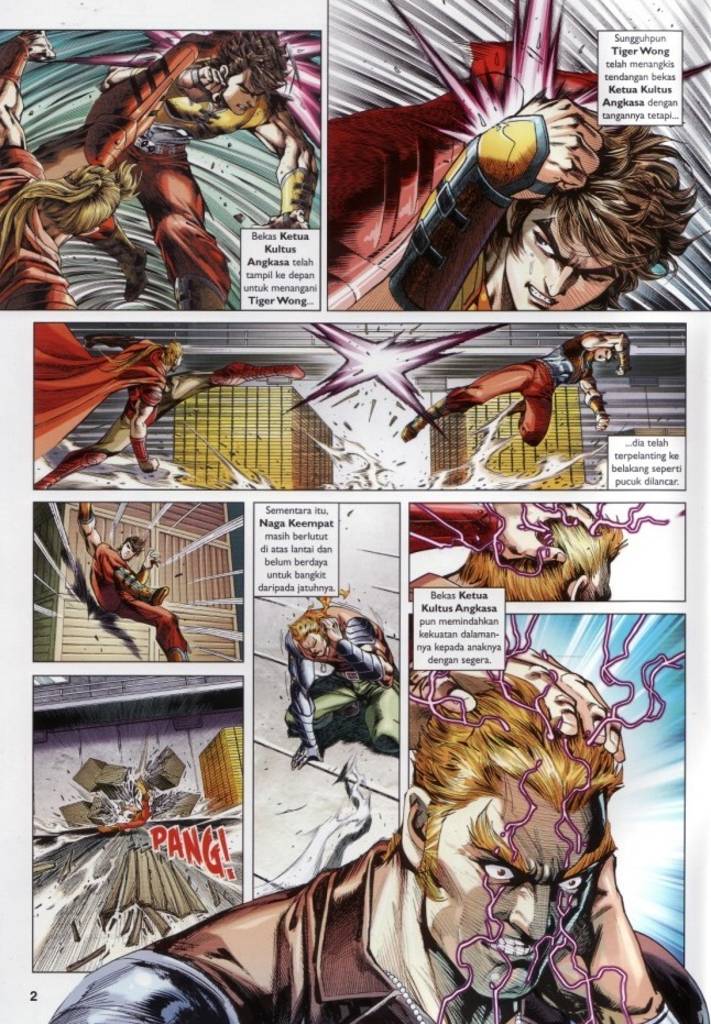 Bekas Ketua
Kultus
Angkasa telah
tampil ke depan
untuk menangani
Tiger Wong...
Sungguhpun
Tiger Wong
telah menangkis
tendangan bekas
Ketua Kultus
Angkasa dengan
tangannya tetapi...
...dia telah
terpelanting ke
belakang seperti
pucuk dilancar.
PANG!
Sementara itu,
Naga Keempat
masih berlutut
di atas lantai dan
belum berdaya
untuk bangkit
daripada jatuhnya.
Bekas Ketua
Kultus Angkasa
pun memindahkan
kekuatan dalaman-
nya kepada anaknya
dengan segera.
2